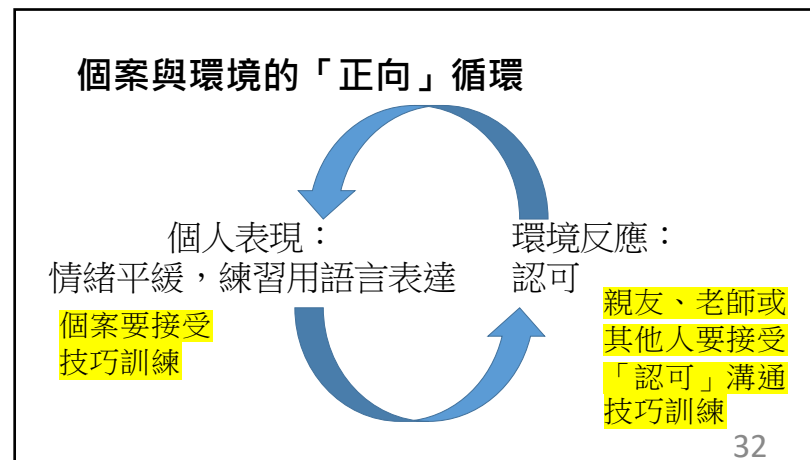 個案與環境的「正向」循環
個人表現：
情緒平緩，練習用語言表達
個案要接受
技巧訓練
環境反應：
認可
親友、老師或
其他人要接受
「認可」溝通
技巧訓練
32